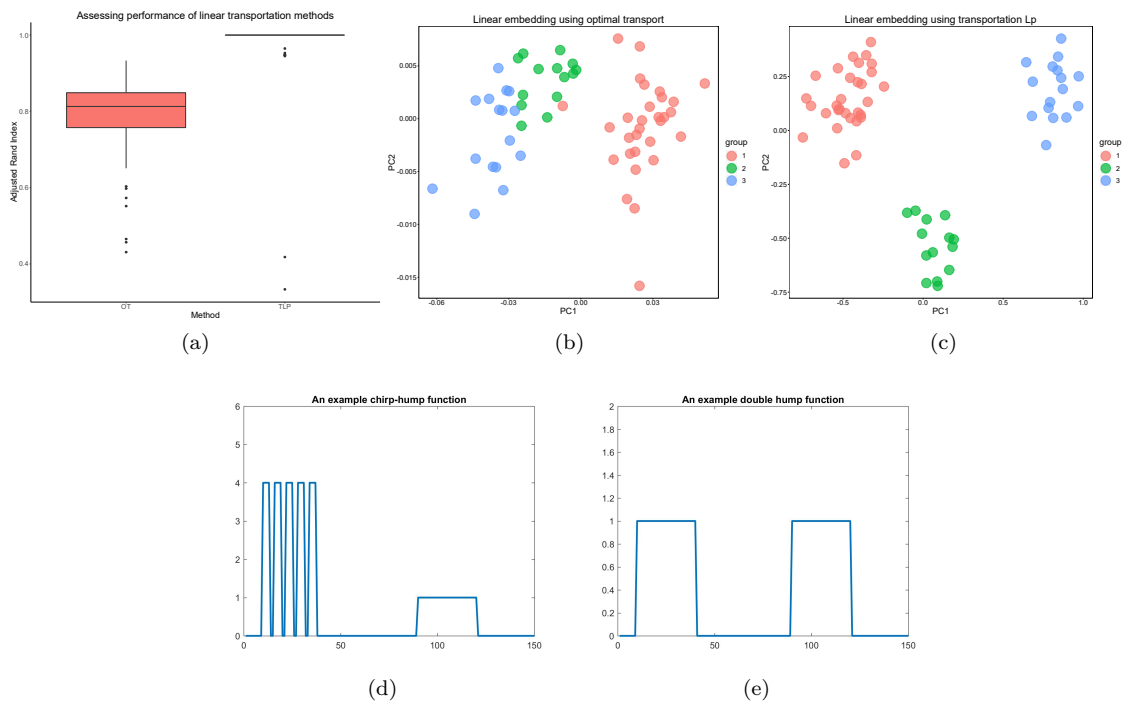 Assessing performance of linear transportation methods
Adjusted Rand Index
1.0
0.8
0.6
0.4
OT
TLP
Method
(a)
Linear embedding using optimal transport
PC2
0.005
0.000
-0.005
-0.010
-0.015
-0.06
-0.03
0.00
0.03
PC1
group
1
2
3
(b)
Linear embedding using transportation Lp
PC2
0.25
0.00
-0.25
-0.50
-0.75
-0.5
0.0
0.5
1.0
PC1
group
1
2
3
(c)
An example chirp-hump function
6
5
4
3
2
1
0
0
50
100
150
(d)
An example double hump function
2
1.8
1.6
1.4
1.2
1
0.8
0.6
0.4
0.2
0
0
50
100
150
(e)